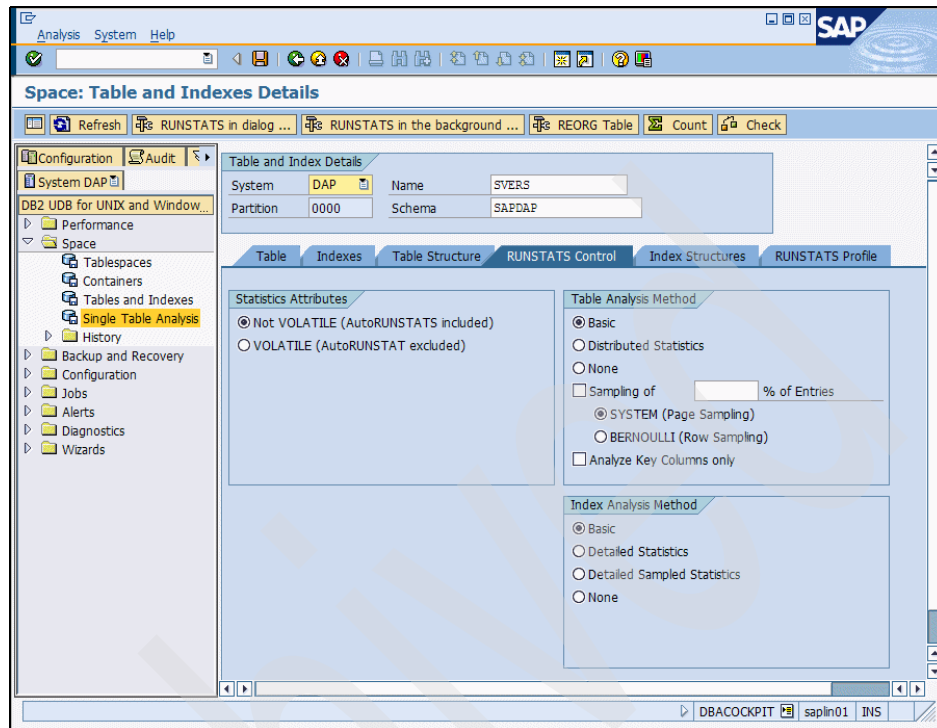 Analysis System Help
SAP
Space: Table and Indexes Details
Refresh RUNSTATS in dialog ... RUNSTATS in the background ... REORG Table Count Check
Configuration Audit
System DAP
DB2 UDB for UNIX and Window...
Performance
Space
Tablespaces
Containers
Tables and Indexes
Single Table Analysis
History
Backup and Recovery
Configuration
Jobs
Alerts
Diagnostics
Wizards
Table and Index Details
System DAP Name SVERS
Partition 0000 Schema SAPDAP
Table Indexes Table Structure RUNSTATS Control Index Structures RUNSTATS Profile
Statistics Attributes
Not VOLATILE (AutoRUNSTATS included)
VOLATILE (AutoRUNSTAT excluded)
Table Analysis Method
Basic
Distributed Statistics
None
Sampling of % of Entries
SYSTEM (Page Sampling)
BERNOULLI (Row Sampling)
Analyze Key Columns only
Index Analysis Method
Basic
Detailed Statistics
Detailed Sampled Statistics
None
DBACOCKPIT saplin01 INS